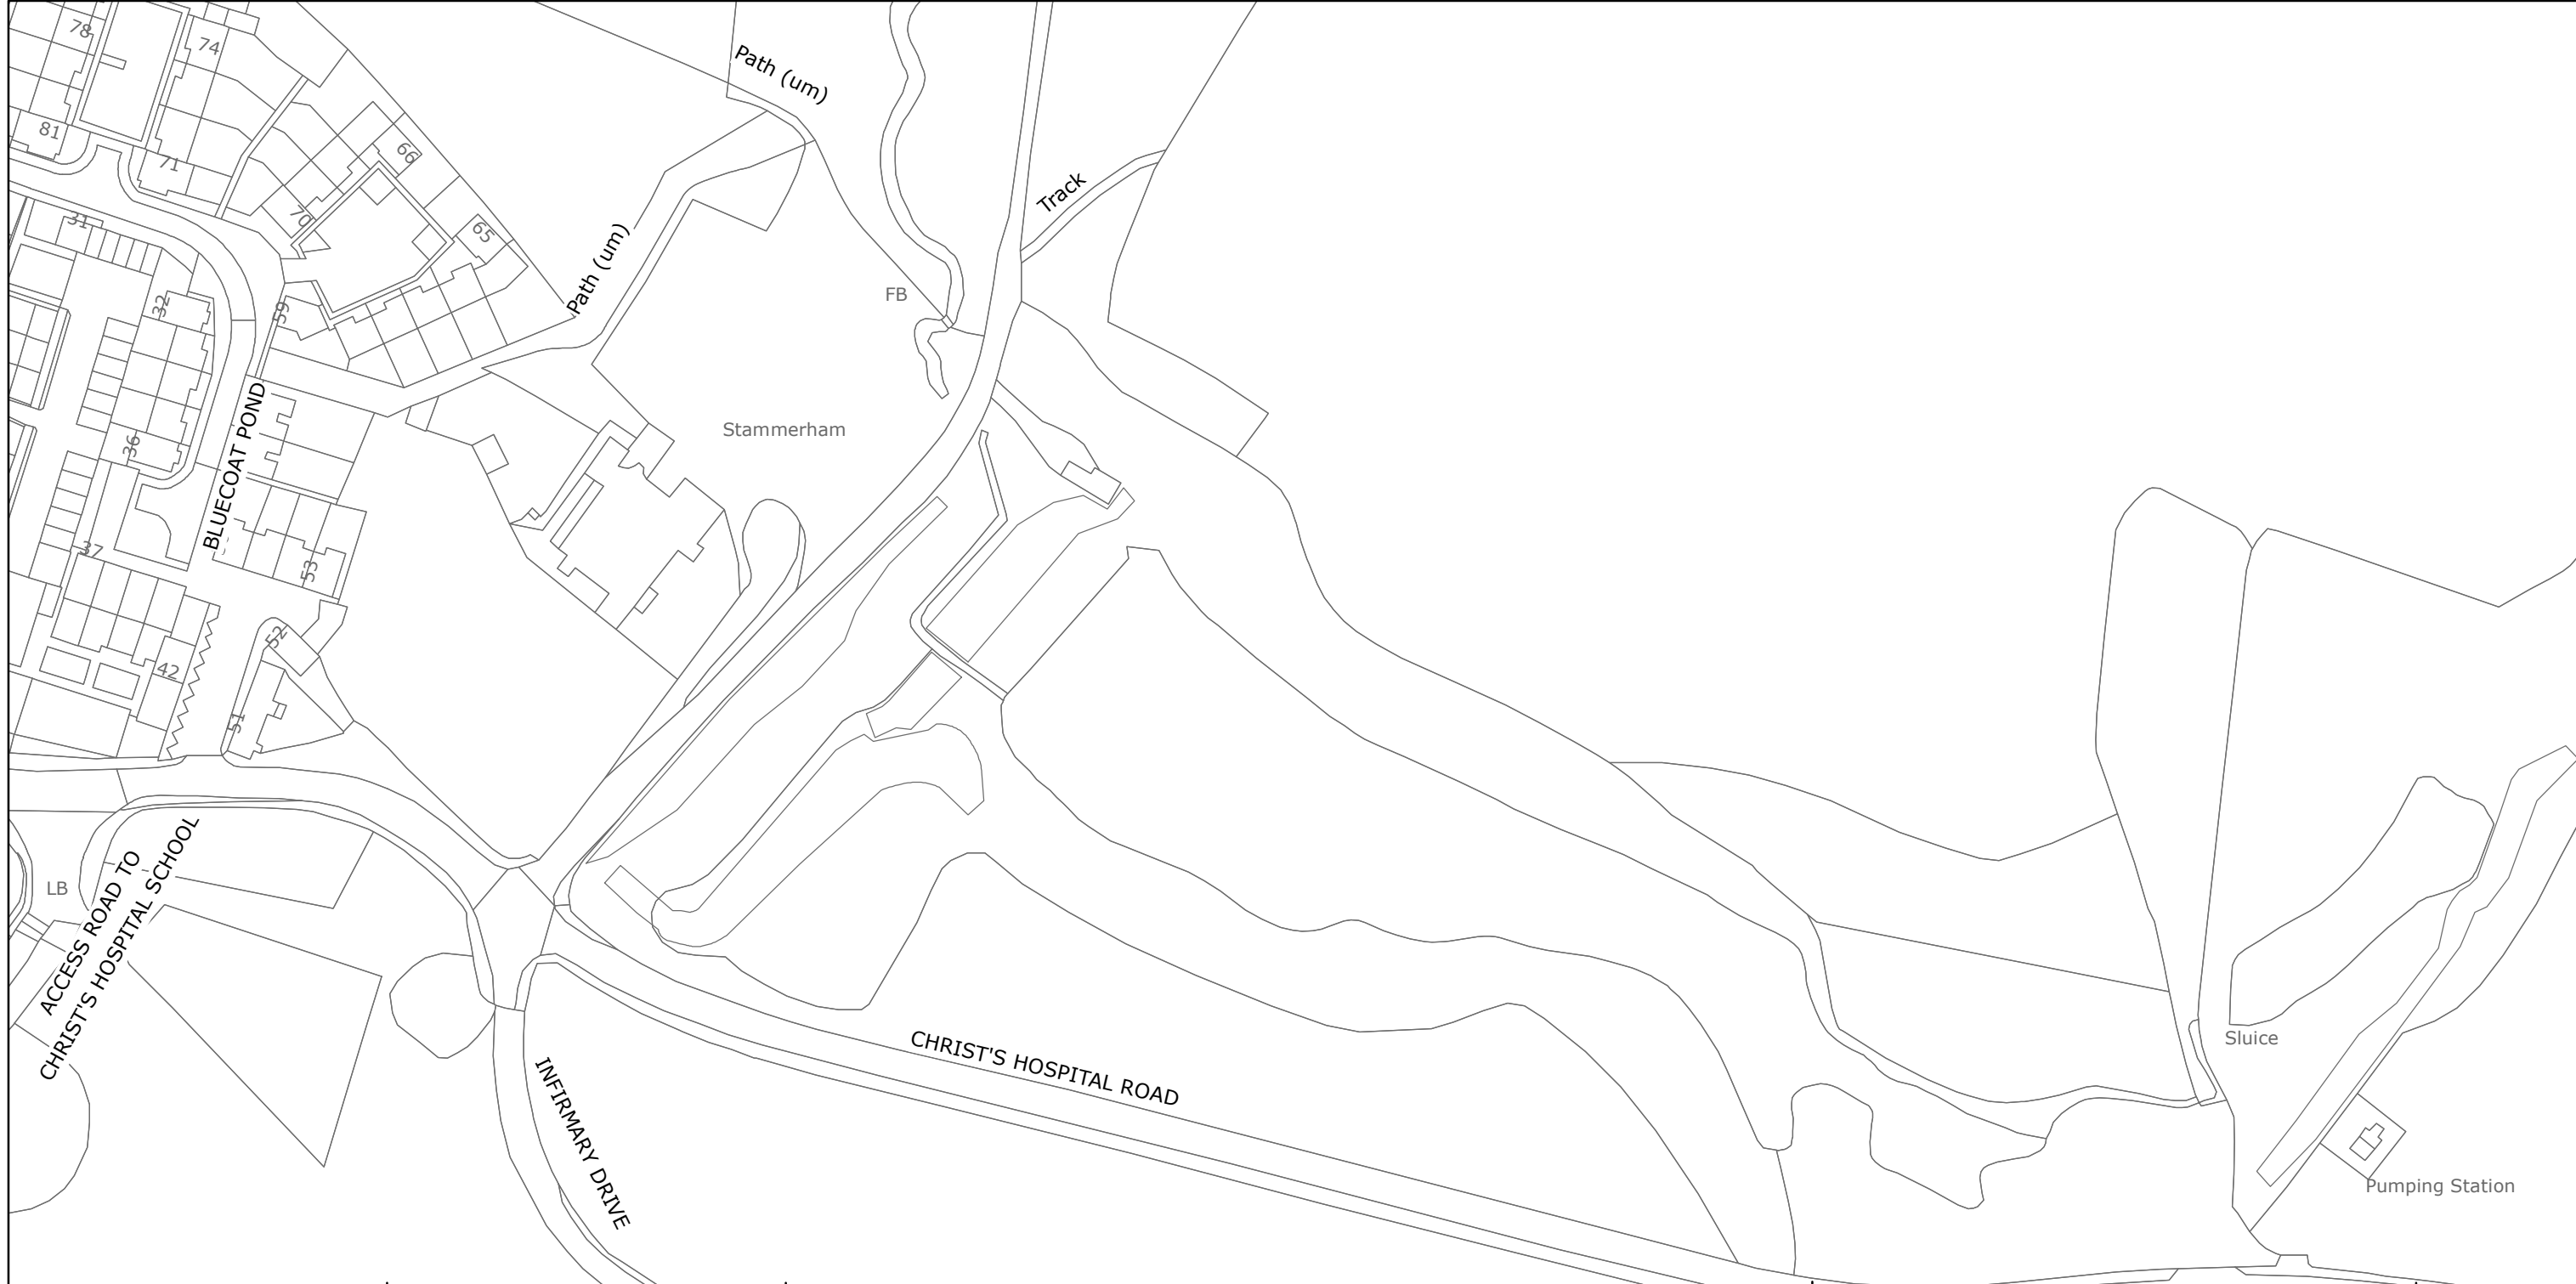 78
74
Path (um)
81
71
66
Track
31
70
65
Path (um)
32
59
FB
36
Stammerham
BLUECOAT POND
37
53
52
42
51
LB
ACCESS ROAD TO
CHRIST'S HOSPITAL SCHOOL
CHRIST'S HOSPITAL ROAD
Sluice
INFIRMARY DRIVE
Pumping Station